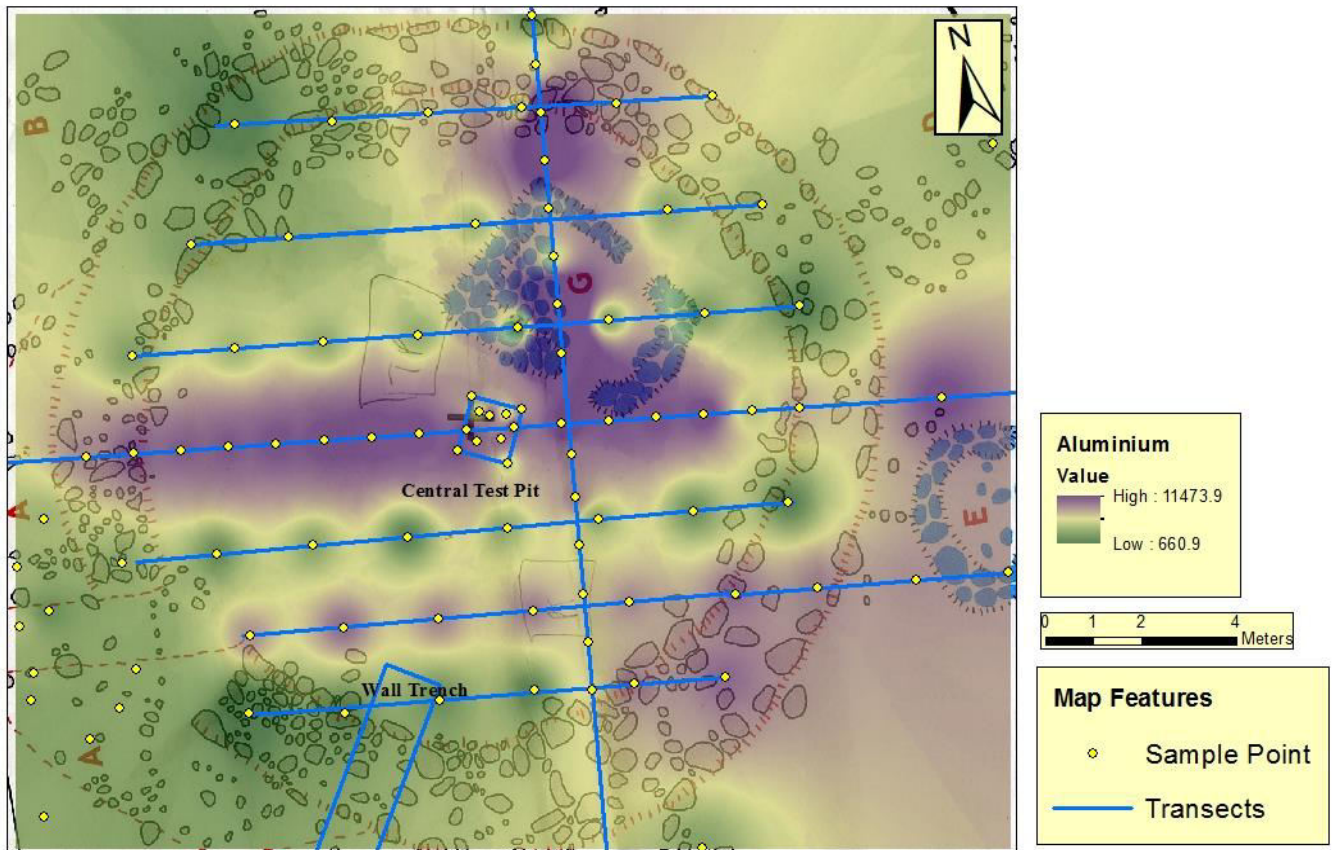 N
B
D
G
A
E
A
Central Test Pit
Wall Trench
Aluminium
Value
High : 11473.9
Low : 660.9
0 1 2 4
Meters
Map Features
Sample Point
Transects